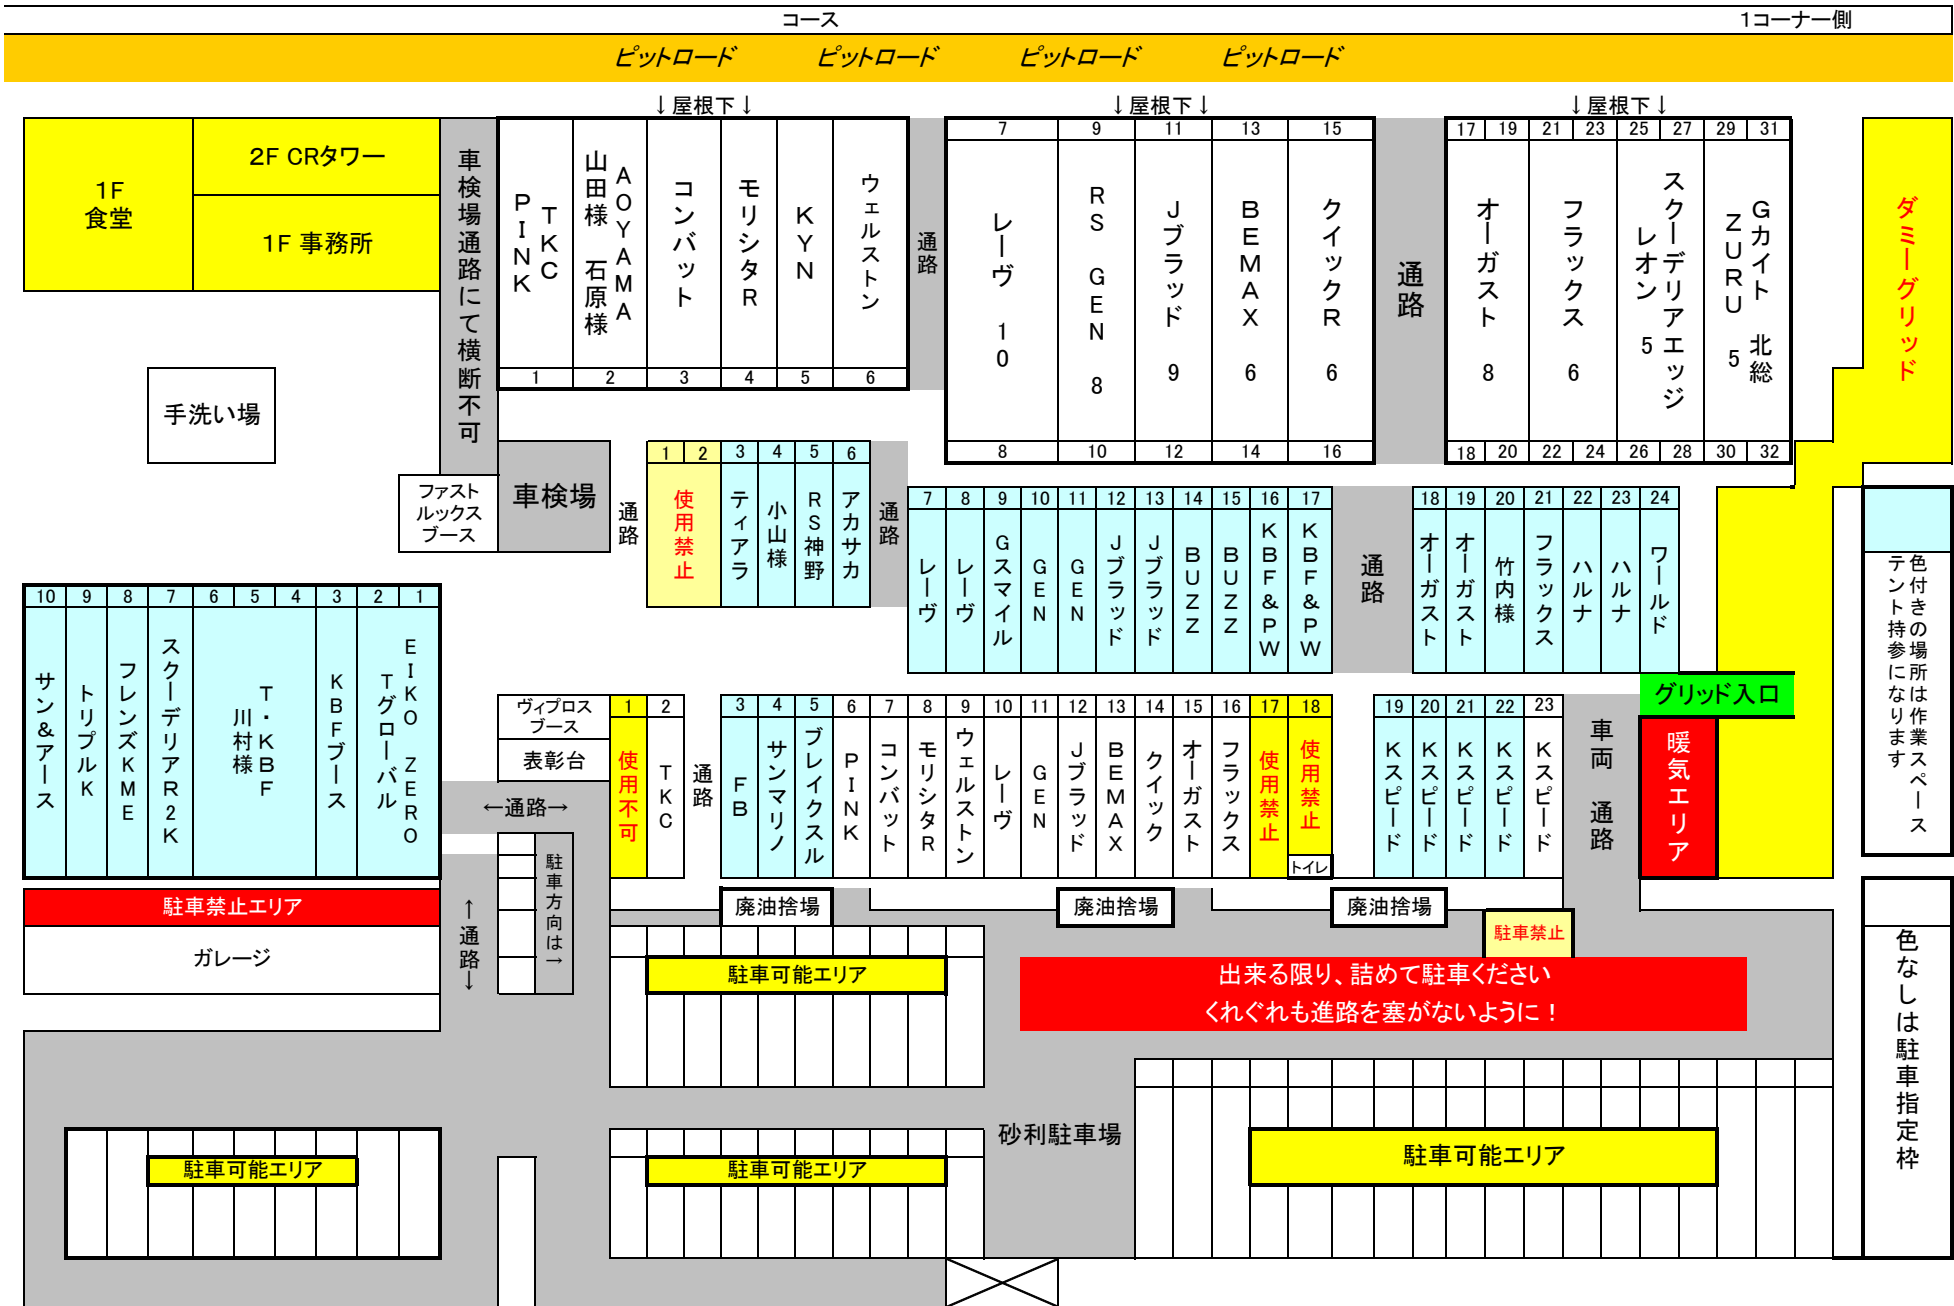 コース
1コーナー側
ピットロード ピットロード ピットロード ピットロード
↓屋根下↓ ↓屋根下↓ ↓屋根下↓
1F
食堂
2F CRタワー
1F 事務所
車検場通路にて横断不可
TKC
PINK
1
AOYAMA
山田様 石原様
2
コンバット
3
モリシタR
4
KYN
5
ウェルストン
6
通路
7
レーヴ 10
8
9
RS GEN 8
10
11
Jブラッド 9
12
13
BEMAX 6
14
15
クイックR 6
16
通路
17 19
オーガスト 8
18 20
21 23
フラックス 6
22 24
25 27
スクーデリアエッジ
レオン 5
26 28
29 31
Gカイト 北総
ZURU 5
30 32
ダミーグリッド
手洗い場
ファスト
ルックス
ブース
車検場
通路
1 2
使用禁止
3
ティアラ
4
小山様
5
RS神野
6
アカサカ
通路
7
レーヴ
8
レーヴ
9
Gスマイル
10
GEN
11
GEN
12
Jブラッド
13
Jブラッド
14
BUZZ
15
BUZZ
16
KBF&PW
17
KBF&PW
通路
18
オーガスト
19
オーガスト
20
竹内様
21
フラックス
22
ハルナ
23
ハルナ
24
ワールド
色付きの場所は作業スペース
テント持参になります
10
サン&アース
9
トリプルK
8
フレンズKME
7
スクーデリアR2K
6 5 4
T・KBF
川村様
3
KBFブース
2 1
EIKO ZERO
Tグローバル
ヴィプロス
ブース
表彰台
←通路→
1
使用不可
2
TKC
通路
3
FB
4
サンマリノ
5
ブレイクスル
6
PINK
7
コンバット
8
モリシタR
9
ウェルストン
10
レーヴ
11
GEN
12
Jブラッド
13
BEMAX
14
クイック
15
オーガスト
16
フラックス
17
使用禁止
18
使用禁止
トイレ
19
Kスピード
20
Kスピード
21
Kスピード
22
Kスピード
23
Kスピード
車両 通路
グリッド入口
暖気エリア
駐車禁止エリア
ガレージ
↑通路↓
駐車方向は→
廃油捨場
廃油捨場
廃油捨場
駐車禁止
駐車可能エリア
出来る限り、詰めて駐車ください
くれぐれも進路を塞がないように！
色なしは駐車指定枠
砂利駐車場
駐車可能エリア
駐車可能エリア
駐車可能エリア